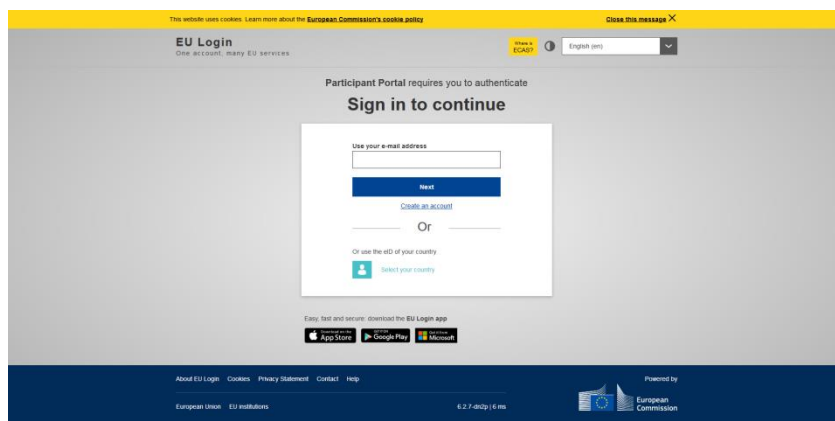 This website uses cookies. Learn more about the European Commission's cookie policy
Close this message
EU Login
One account, many EU services
Where is ECAS?
English (en)
Participant Portal requires you to authenticate
Sign in to continue
Use your e-mail address
Next
Create an account
Or
Or use the eID of your country
Select your country
Easy, fast and secure: download the EU Login app
Download on the App Store
Google Play
Microsoft
About EU Login Cookies Privacy Statement Contact Help
Powered by
European Union EU institutions
6.2.7-dn2p | 6 ms
European
Commission